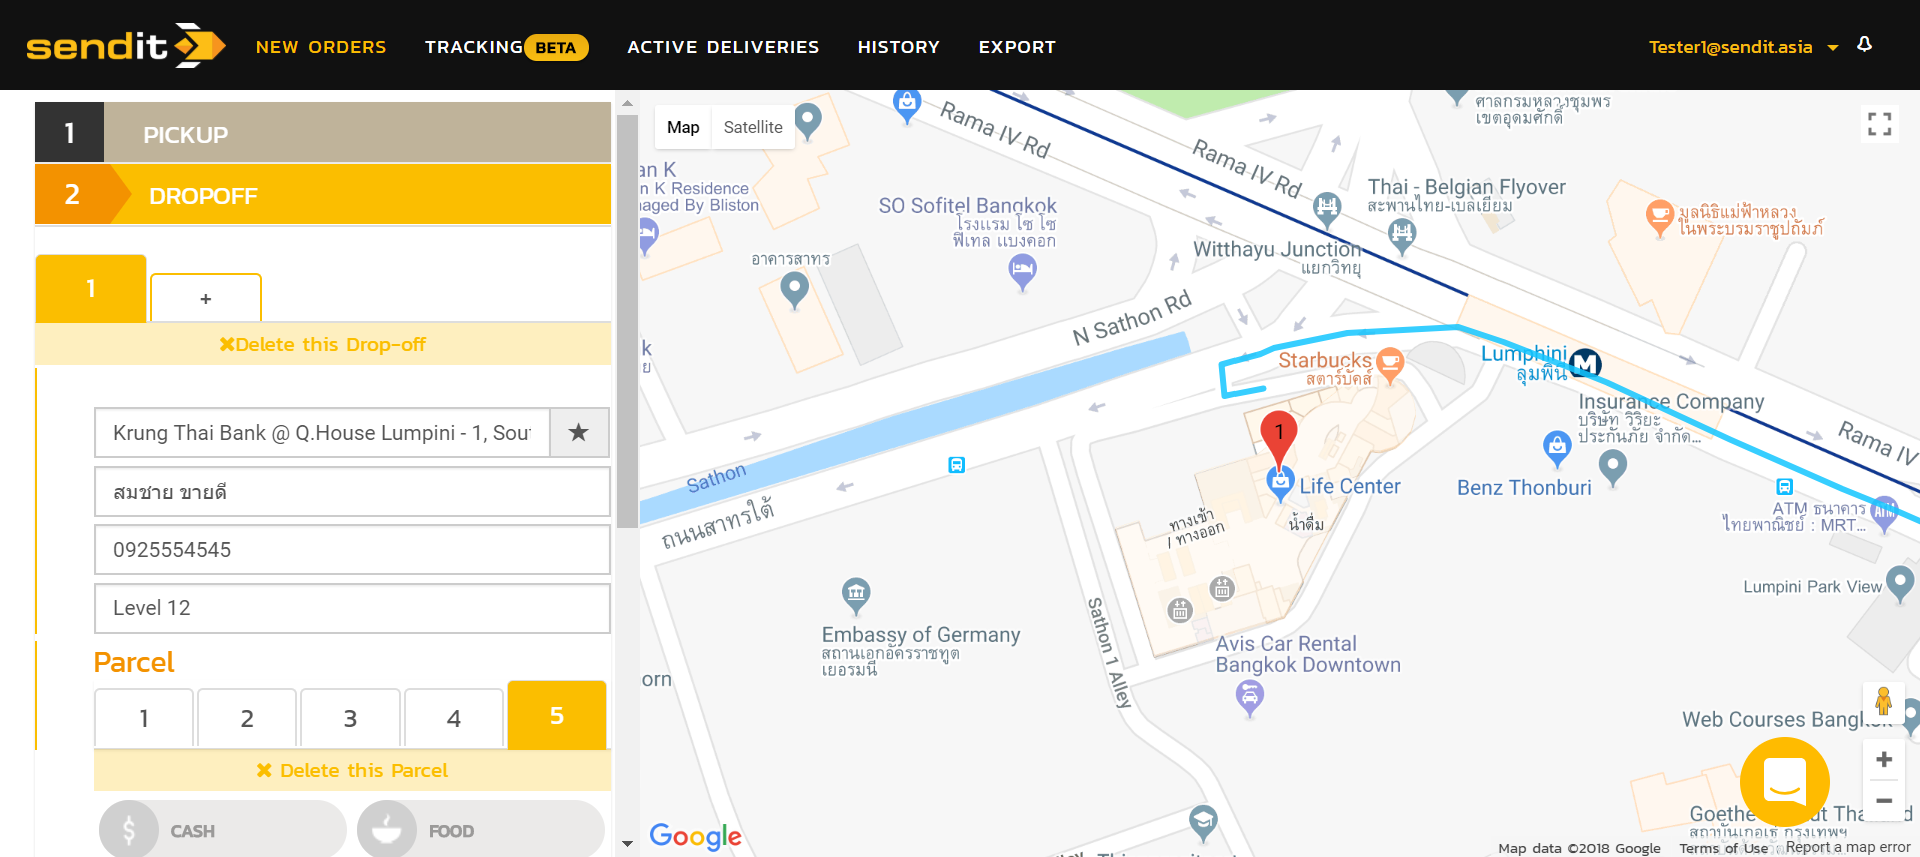 sendit
NEW ORDERS
TRACKING BETA
ACTIVE DELIVERIES
HISTORY
EXPORT
Tester1@sendit.asia
1
PICKUP
2
DROPOFF
1
+
✖Delete this Drop-off
Krung Thai Bank @ Q.House Lumpini - 1, Sou
★
สมชาย ขายดี
0925554545
Level 12
Parcel
1
2
3
4
5
✖ Delete this Parcel
$
CASH
FOOD
Map
Satellite
Rama IV Rd
Rama IV Rd
ศาลกรมหลวงชุมพร
เขตอุดมศักดิ์
an K
n K Residence
aged By Bliston
SO Sofitel Bangkok
โรงแรม โซ โซ
ฟิเทล แบงคอก
Thai - Belgian Flyover
สะพานไทย-เบลเยียม
มูลนิธิแม่ฟ้าหลวง
ในพระบรมราชูปถัมภ์
Witthayu Junction
แยกวิทยุ
อาคารสาทร
N Sathon Rd
k
ย
Starbucks
สตาร์บัคส์
Lumphini
ลุมพินี
M
Insurance Company
บริษัท วิริยะ
ประกันภัย จำกัด...
Rama IV
1
Sathon
ถนนสาทรใต้
Life Center
น้ำดื่ม
ทางเข้า
/ ทางออก
Benz Thonburi
ATM ธนาคาร
ไทยพาณิชย์ : MRT...
ATM
Lumpini Park View
Embassy of Germany
สถานเอกอัครราชทูต
เยอรมนี
Sathon 1 Alley
Avis Car Rental
Bangkok Downtown
orn
Web Courses Bangkok
+
−
Goethe
ut Tha
d
สถาบันเกอเธ่ กรุงเทพฯ
Google
Map data ©2018 Google
Terms of Use
Report a map error